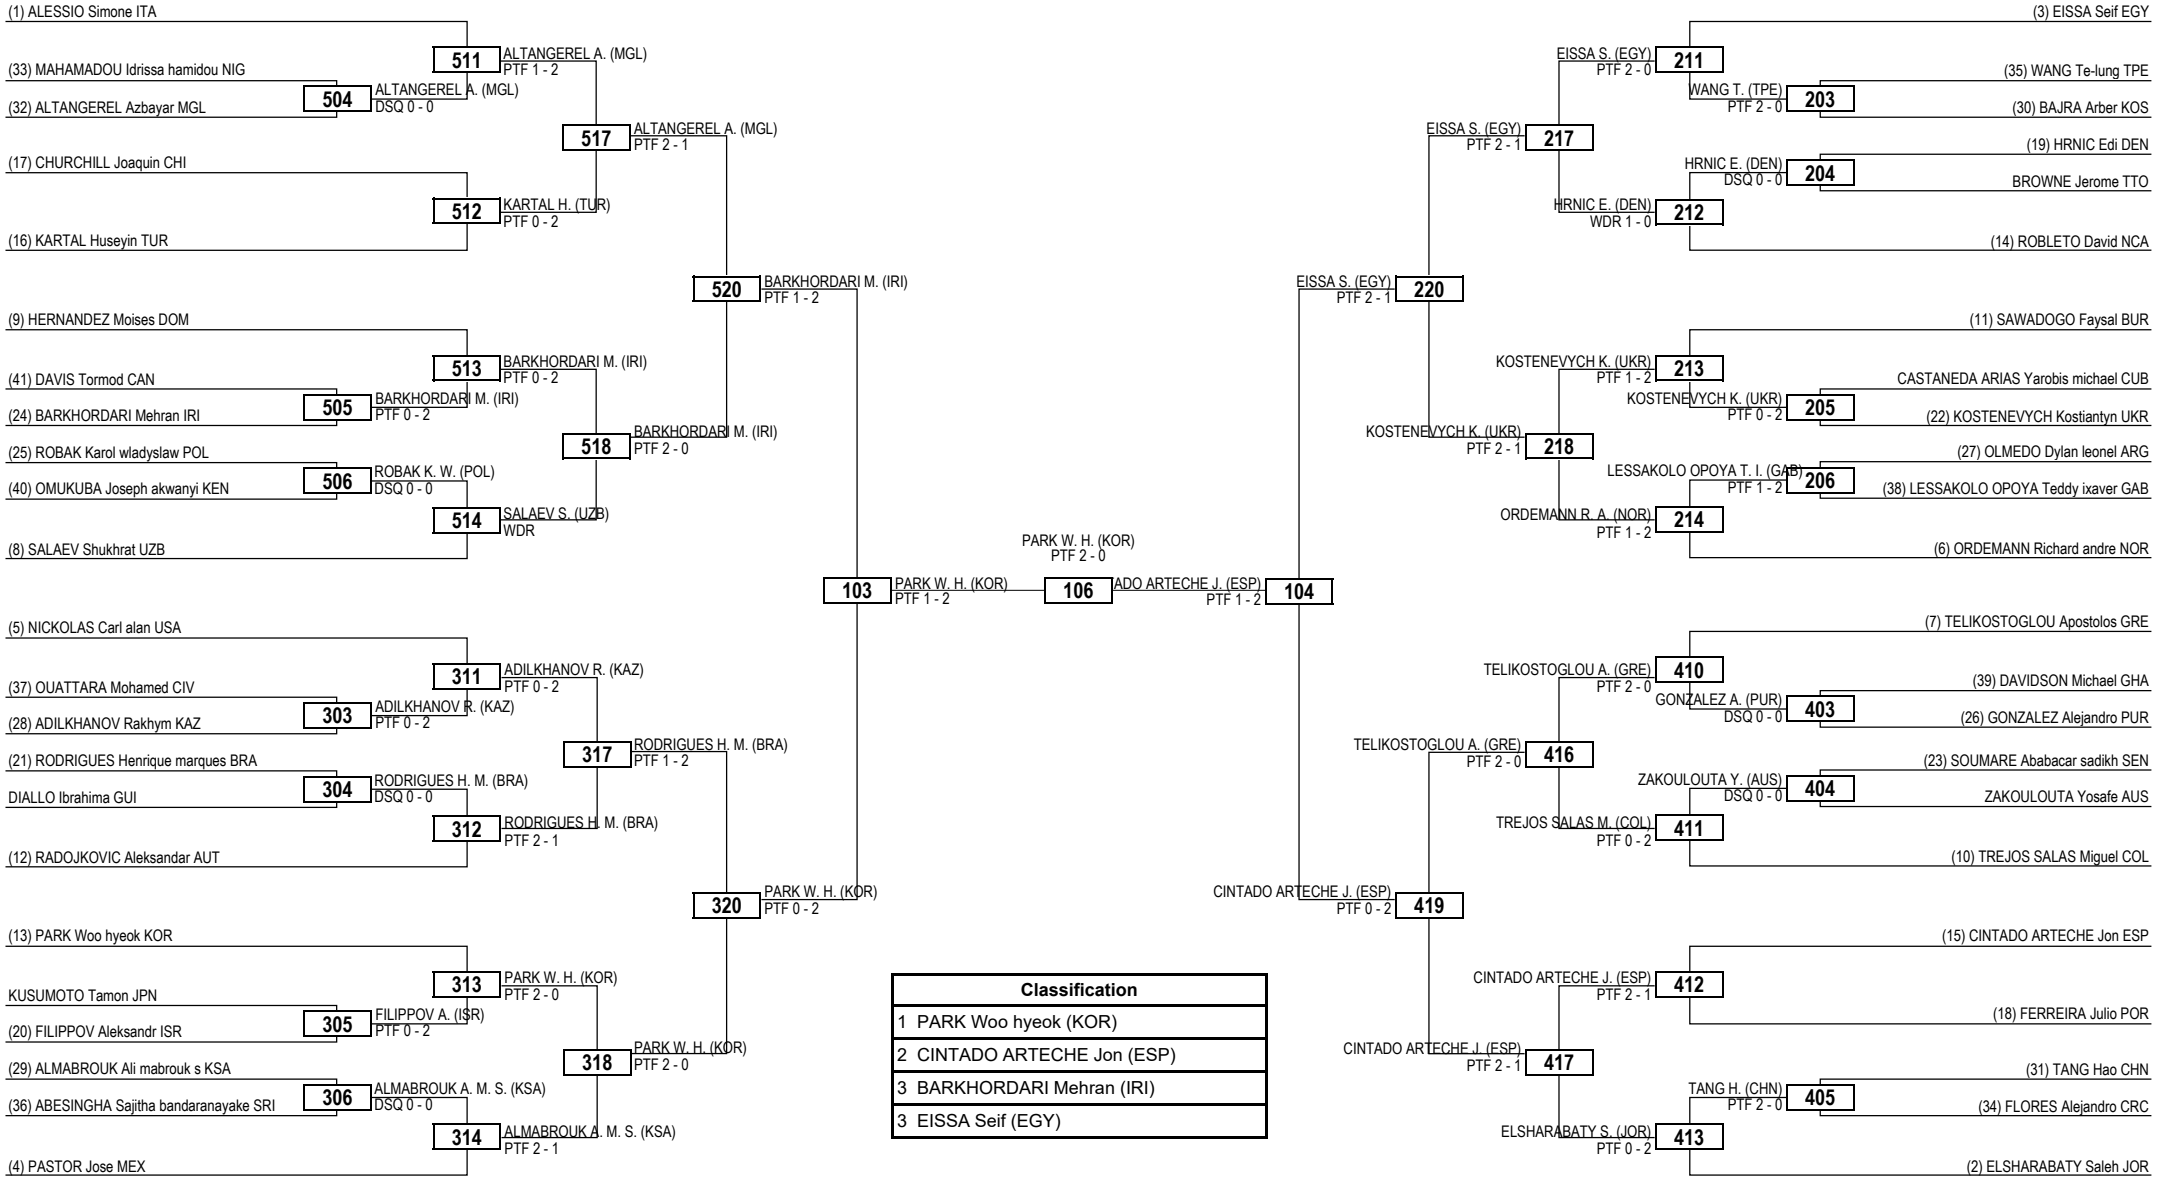 (1) ALESSIO Simone ITA
511
ALTANGEREL A. (MGL)
PTF 1 - 2
(33) MAHAMADOU Idrissa hamidou NIG
504
ALTANGEREL A. (MGL)
DSQ 0 - 0
(32) ALTANGEREL Azbayar MGL
517
ALTANGEREL A. (MGL)
PTF 2 - 1
(17) CHURCHILL Joaquin CHI
512
KARTAL H. (TUR)
PTF 0 - 2
(16) KARTAL Huseyin TUR
520
BARKHORDARI M. (IRI)
PTF 1 - 2
(9) HERNANDEZ Moises DOM
513
BARKHORDARI M. (IRI)
PTF 0 - 2
(41) DAVIS Tormod CAN
505
BARKHORDARI M. (IRI)
PTF 0 - 2
(24) BARKHORDARI Mehran IRI
518
BARKHORDARI M. (IRI)
PTF 2 - 0
(25) ROBAK Karol wladyslaw POL
506
ROBAK K. W. (POL)
DSQ 0 - 0
(40) OMUKUBA Joseph akwanyi KEN
514
SALAEV S. (UZB)
WDR
(8) SALAEV Shukhrat UZB
103
PARK W. H. (KOR)
PTF 1 - 2
(5) NICKOLAS Carl alan USA
311
ADILKHANOV R. (KAZ)
PTF 0 - 2
(37) OUATTARA Mohamed CIV
303
ADILKHANOV R. (KAZ)
PTF 0 - 2
(28) ADILKHANOV Rakhym KAZ
317
RODRIGUES H. M. (BRA)
PTF 1 - 2
(21) RODRIGUES Henrique marques BRA
304
RODRIGUES H. M. (BRA)
DSQ 0 - 0
DIALLO Ibrahima GUI
312
RODRIGUES H. M. (BRA)
PTF 2 - 1
(12) RADOJKOVIC Aleksandar AUT
320
PARK W. H. (KOR)
PTF 0 - 2
(13) PARK Woo hyeok KOR
313
PARK W. H. (KOR)
PTF 2 - 0
KUSUMOTO Tamon JPN
305
FILIPPOV A. (ISR)
PTF 0 - 2
(20) FILIPPOV Aleksandr ISR
318
PARK W. H. (KOR)
PTF 2 - 0
(29) ALMABROUK Ali mabrouk s KSA
306
ALMABROUK A. M. S. (KSA)
DSQ 0 - 0
(36) ABESINGHA Sajitha bandaranayake SRI
314
ALMABROUK A. M. S. (KSA)
PTF 2 - 1
(4) PASTOR Jose MEX
PARK W. H. (KOR)
PTF 2 - 0
106
(3) EISSA Seif EGY
EISSA S. (EGY)
PTF 2 - 0
211
(35) WANG Te-lung TPE
WANG T. (TPE)
PTF 2 - 0
203
(30) BAJRA Arber KOS
EISSA S. (EGY)
PTF 2 - 1
217
(19) HRNIC Edi DEN
HRNIC E. (DEN)
DSQ 0 - 0
204
BROWNE Jerome TTO
HRNIC E. (DEN)
WDR 1 - 0
212
(14) ROBLETO David NCA
EISSA S. (EGY)
PTF 2 - 1
220
(11) SAWADOGO Faysal BUR
KOSTENEVYCH K. (UKR)
PTF 1 - 2
213
CASTANEDA ARIAS Yarobis michael CUB
KOSTENEVYCH K. (UKR)
PTF 0 - 2
205
(22) KOSTENEVYCH Kostiantyn UKR
KOSTENEVYCH K. (UKR)
PTF 2 - 1
218
(27) OLMEDO Dylan leonel ARG
LESSAKOLO OPOYA T. I. (GAB)
PTF 1 - 2
206
(38) LESSAKOLO OPOYA Teddy ixaver GAB
ORDEMANN R. A. (NOR)
PTF 1 - 2
214
(6) ORDEMANN Richard andre NOR
ADO ARTECHE J. (ESP)
PTF 1 - 2
104
(7) TELIKOSTOGLOU Apostolos GRE
TELIKOSTOGLOU A. (GRE)
PTF 2 - 0
410
(39) DAVIDSON Michael GHA
GONZALEZ A. (PUR)
DSQ 0 - 0
403
(26) GONZALEZ Alejandro PUR
TELIKOSTOGLOU A. (GRE)
PTF 2 - 0
416
(23) SOUMARE Ababacar sadikh SEN
ZAKOULOUTA Y. (AUS)
DSQ 0 - 0
404
ZAKOULOUTA Yosafe AUS
TREJOS SALAS M. (COL)
PTF 0 - 2
411
(10) TREJOS SALAS Miguel COL
CINTADO ARTECHE J. (ESP)
PTF 0 - 2
419
(15) CINTADO ARTECHE Jon ESP
CINTADO ARTECHE J. (ESP)
PTF 2 - 1
412
(18) FERREIRA Julio POR
CINTADO ARTECHE J. (ESP)
PTF 2 - 1
417
(31) TANG Hao CHN
TANG H. (CHN)
PTF 2 - 0
405
(34) FLORES Alejandro CRC
ELSHARABATY S. (JOR)
PTF 0 - 2
413
(2) ELSHARABATY Saleh JOR
Classification
1 PARK Woo hyeok (KOR)
2 CINTADO ARTECHE Jon (ESP)
3 BARKHORDARI Mehran (IRI)
3 EISSA Seif (EGY)